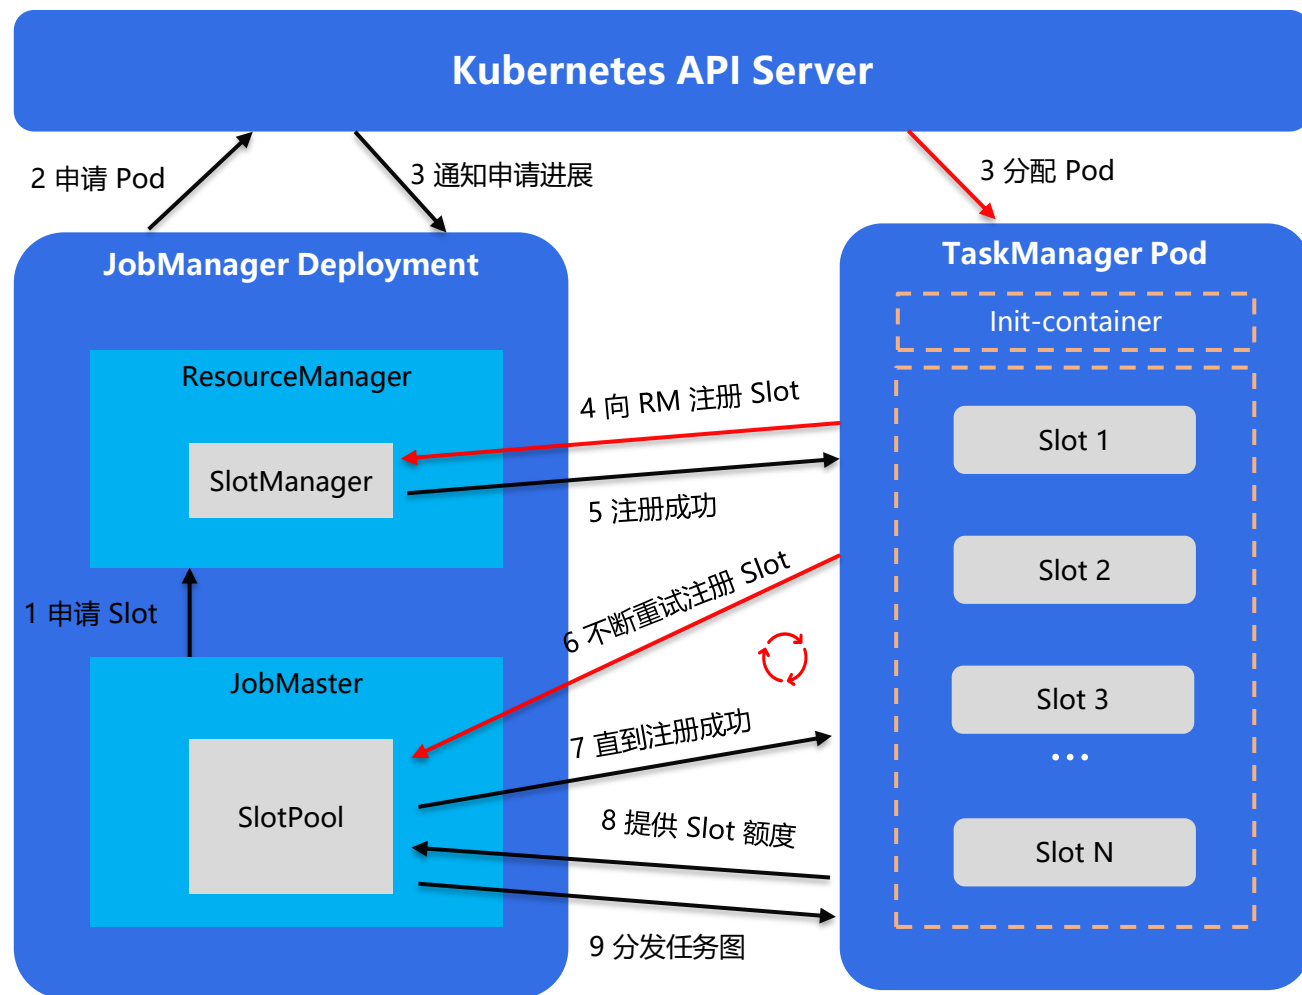 Kubernetes API Server
2 申请 Pod
3 通知申请进展
3 分配 Pod
JobManager Deployment
TaskManager Pod
Init-container
ResourceManager
SlotManager
4 向 RM 注册 Slot
5 注册成功
Slot 1
Slot 2
1 申请 Slot
6 不断重试注册 Slot
JobMaster
SlotPool
7 直到注册成功
Slot 3
...
8 提供 Slot 额度
Slot N
9 分发任务图